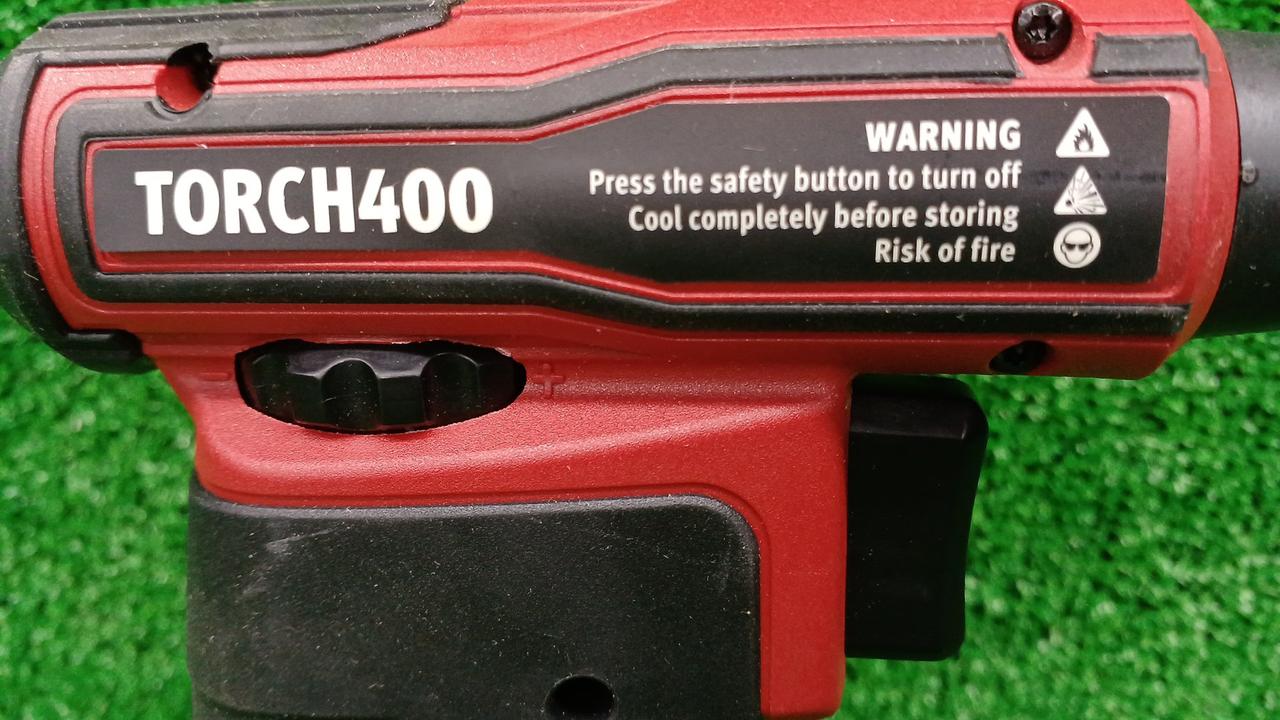 TORCH400
WARNING
Press the safety button to turn off
Cool completely before storing
Risk of fire
- +